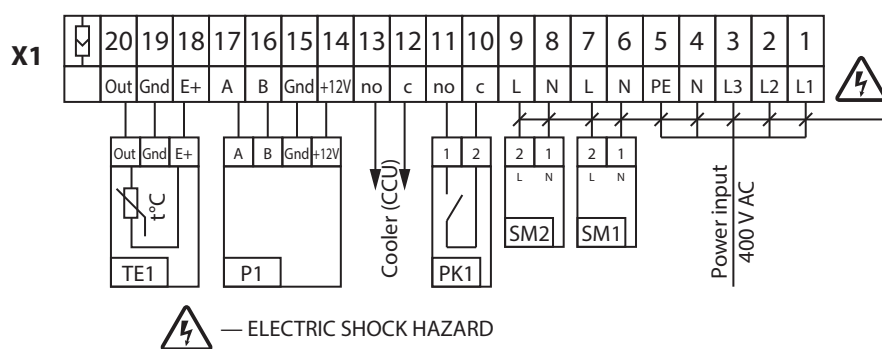 X1
20 19 18 17 16 15 14 13 12 11 10 9 8 7 6 5 4 3 2 1
Out Gnd E+ A B Gnd +12V no c no c L N L N PE N L3 L2 L1
Out Gnd E+
A B Gnd +12V
1 2
2 1
L N
2 1
L N
t°C
Cooler (CCU)
Power input
400 V AC
TE1
P1
PK1
SM2
SM1
— ELECTRIC SHOCK HAZARD